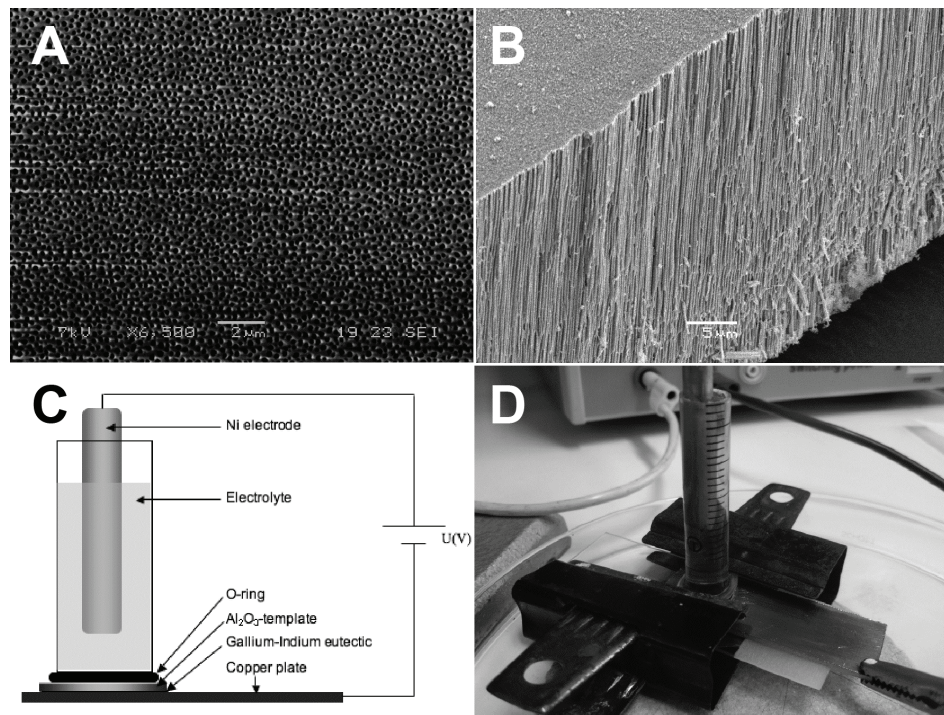 A
7kV X6,500 2μm 19 23 SEI
B
5μm
C
Ni electrode
Electrolyte
U(V)
O-ring
Al₂O₃-template
Gallium-Indium eutectic
Copper plate
D